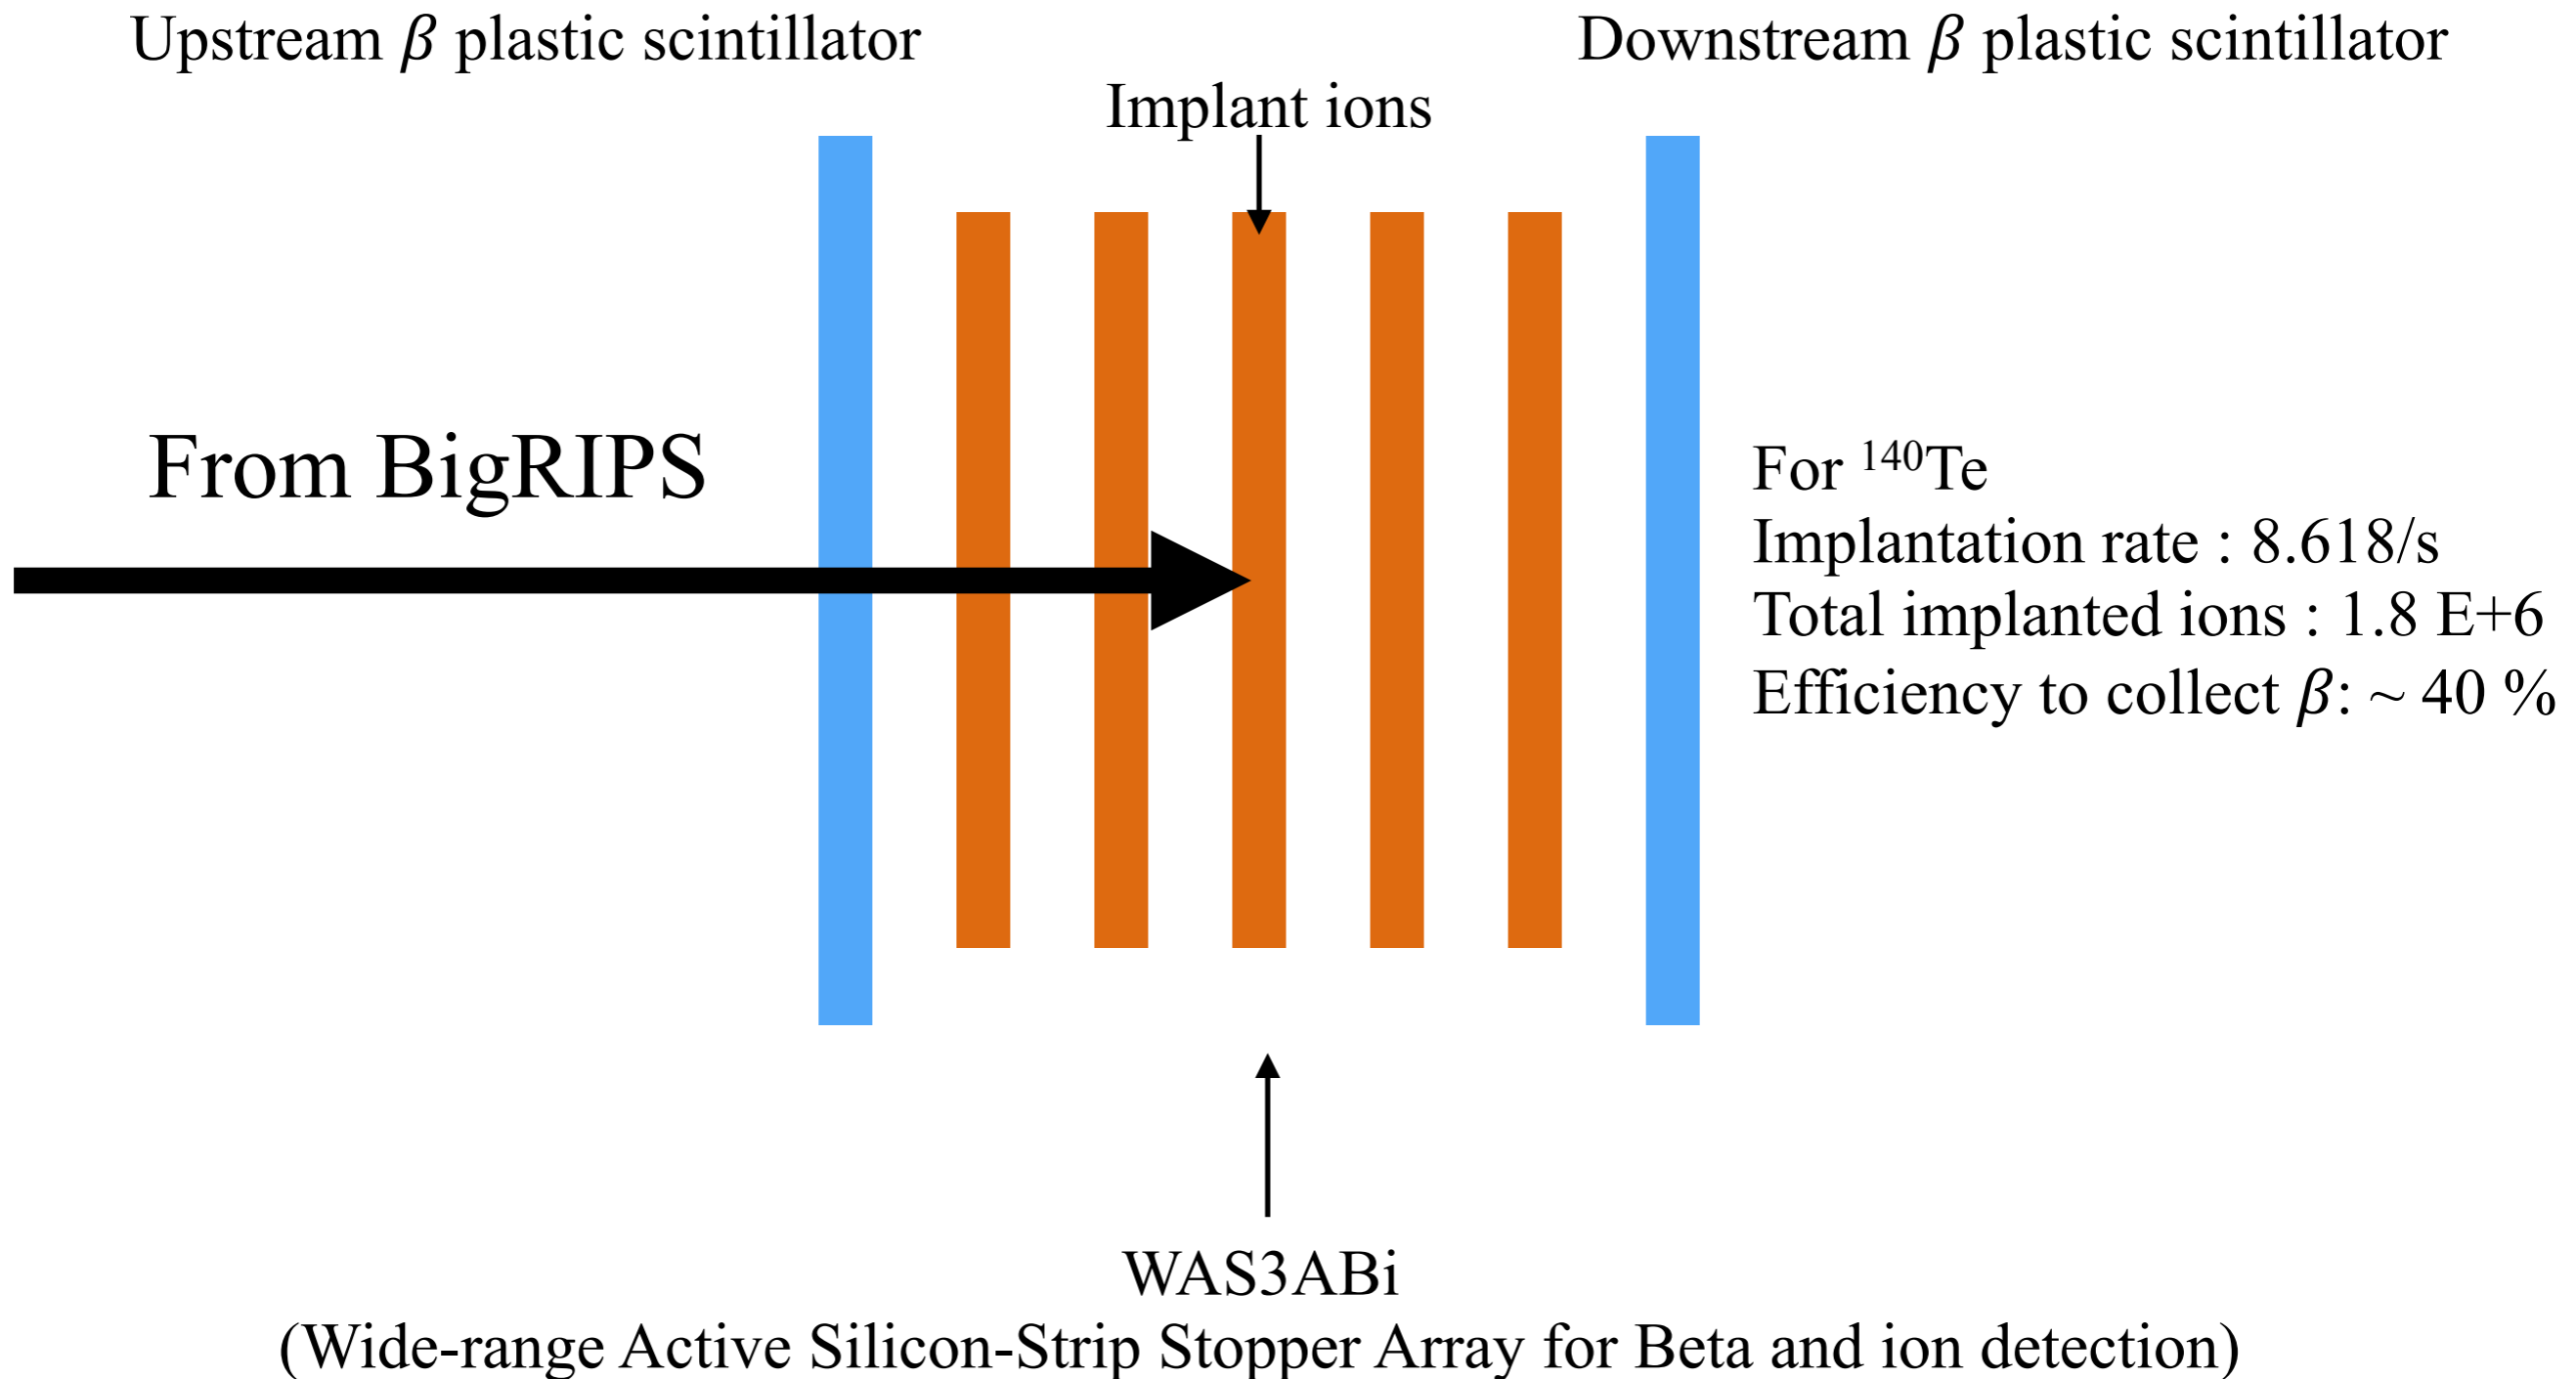 Upstream β plastic scintillator
Downstream β plastic scintillator
Implant ions
From BigRIPS
For ¹⁴⁰Te
Implantation rate : 8.618/s
Total implanted ions : 1.8 E+6
Efficiency to collect β: ~ 40 %
WAS3ABi
(Wide-range Active Silicon-Strip Stopper Array for Beta and ion detection)